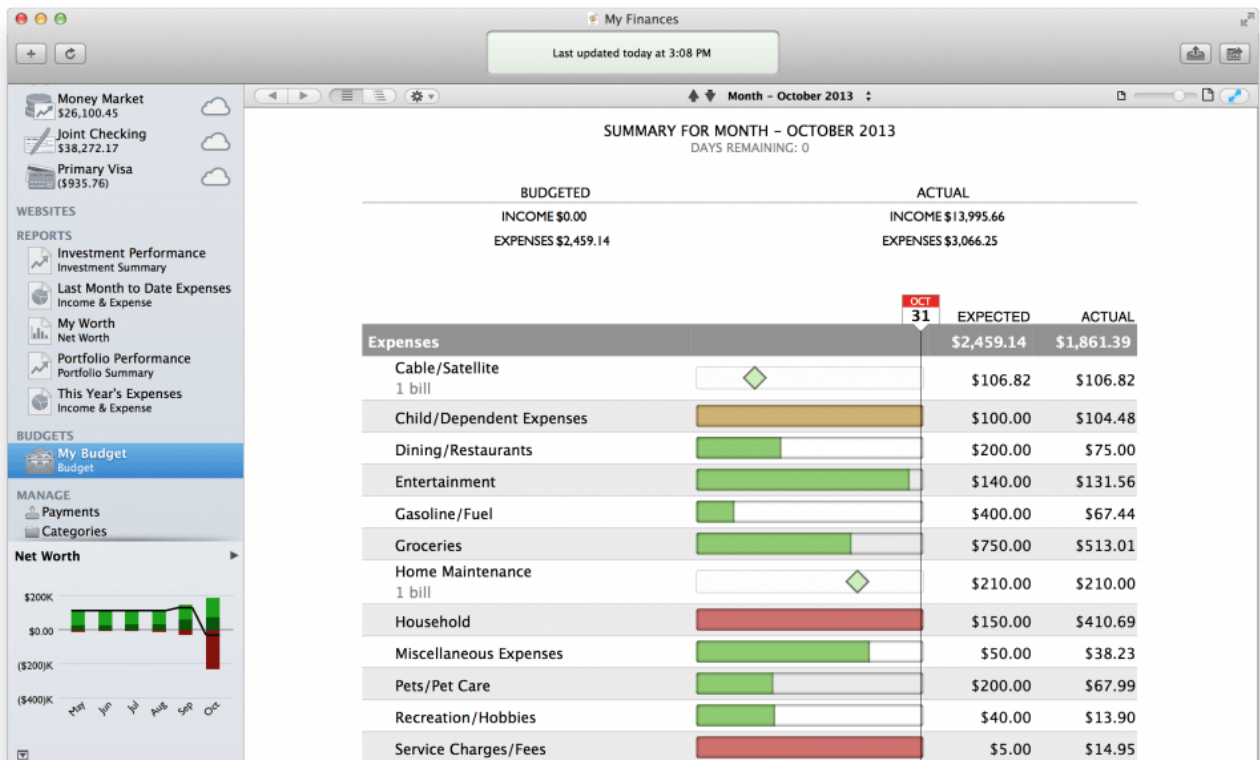 My Finances
Last updated today at 3:08 PM
Money Market
$26,100.45
Joint Checking
$38,272.17
Primary Visa
($935.76)
WEBSITES
REPORTS
Investment Performance
Investment Summary
Last Month to Date Expenses
Income & Expense
My Worth
Net Worth
Portfolio Performance
Portfolio Summary
This Year's Expenses
Income & Expense
BUDGETS
My Budget
Budget
MANAGE
Payments
Categories
Net Worth
$200K
$0.00
($200)K
($400)K
May Jun Jul Aug Sep Oct
Month – October 2013
SUMMARY FOR MONTH – OCTOBER 2013
DAYS REMAINING: 0
BUDGETED ACTUAL
INCOME $0.00 INCOME $13,995.66
EXPENSES $2,459.14 EXPENSES $3,066.25
OCT
31 EXPECTED ACTUAL
Expenses $2,459.14 $1,861.39
Cable/Satellite
1 bill $106.82 $106.82
Child/Dependent Expenses $100.00 $104.48
Dining/Restaurants $200.00 $75.00
Entertainment $140.00 $131.56
Gasoline/Fuel $400.00 $67.44
Groceries $750.00 $513.01
Home Maintenance
1 bill $210.00 $210.00
Household $150.00 $410.69
Miscellaneous Expenses $50.00 $38.23
Pets/Pet Care $200.00 $67.99
Recreation/Hobbies $40.00 $13.90
Service Charges/Fees $5.00 $14.95